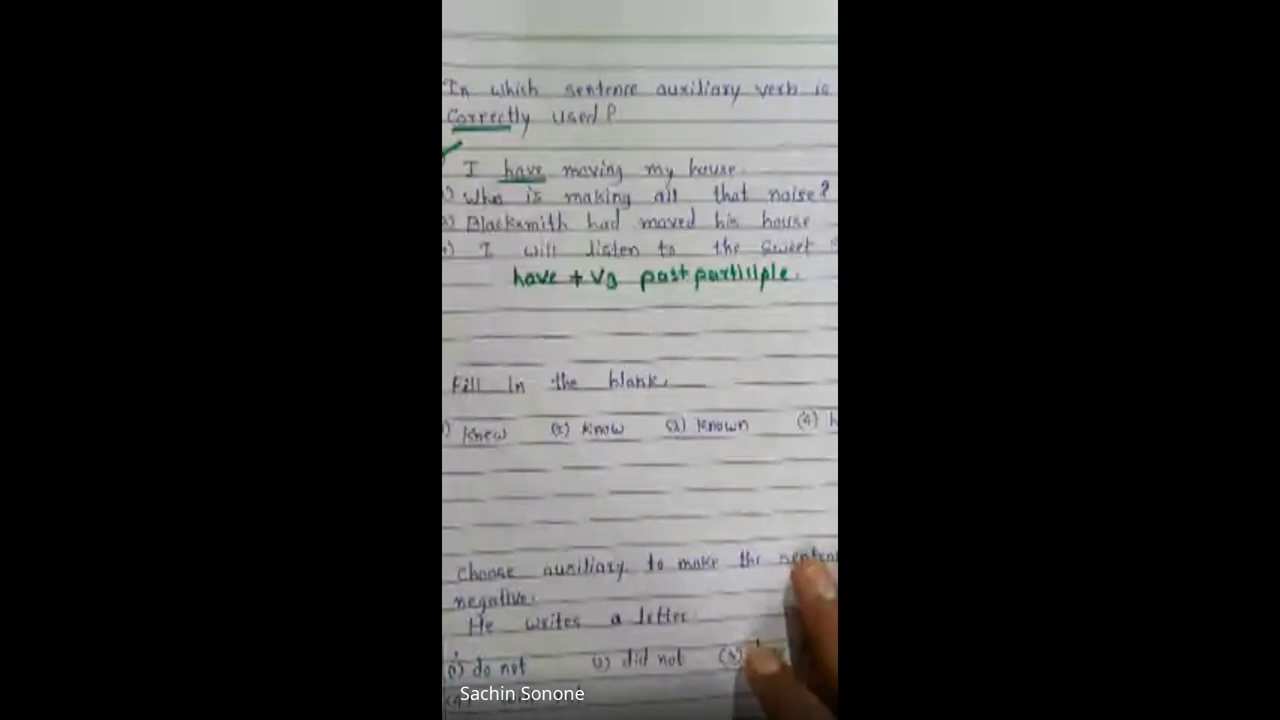 In which sentence auxiliary verb is
correctly used?
I have moving my house.
Who is making all that noise?
Blacksmith had moved his house
I will listen to the sweet
have + V3 past participle.
Fill in the blank.
knew (2) know (3) known (4)
choose auxiliary to make the
negative.
He writes a letter.
(1) do not (2) did not (3)
Sachin Sonone